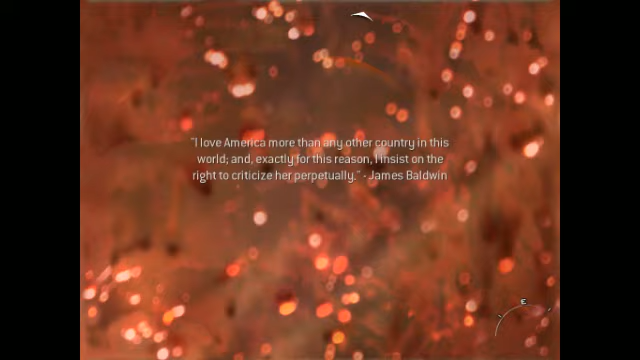 "I love America more than any other country in this
world; and, exactly for this reason, I insist on the
right to criticize her perpetually." - James Baldwin
E